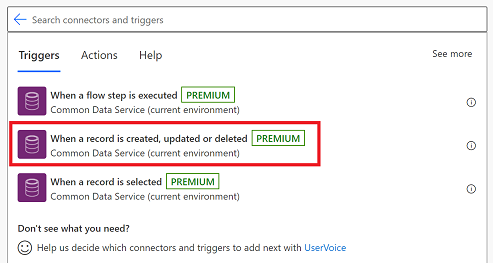 Search connectors and triggers
Triggers Actions Help See more
When a flow step is executed PREMIUM
Common Data Service (current environment)
When a record is created, updated or deleted PREMIUM
Common Data Service (current environment)
When a record is selected PREMIUM
Common Data Service (current environment)
Don't see what you need?
Help us decide which connectors and triggers to add next with UserVoice